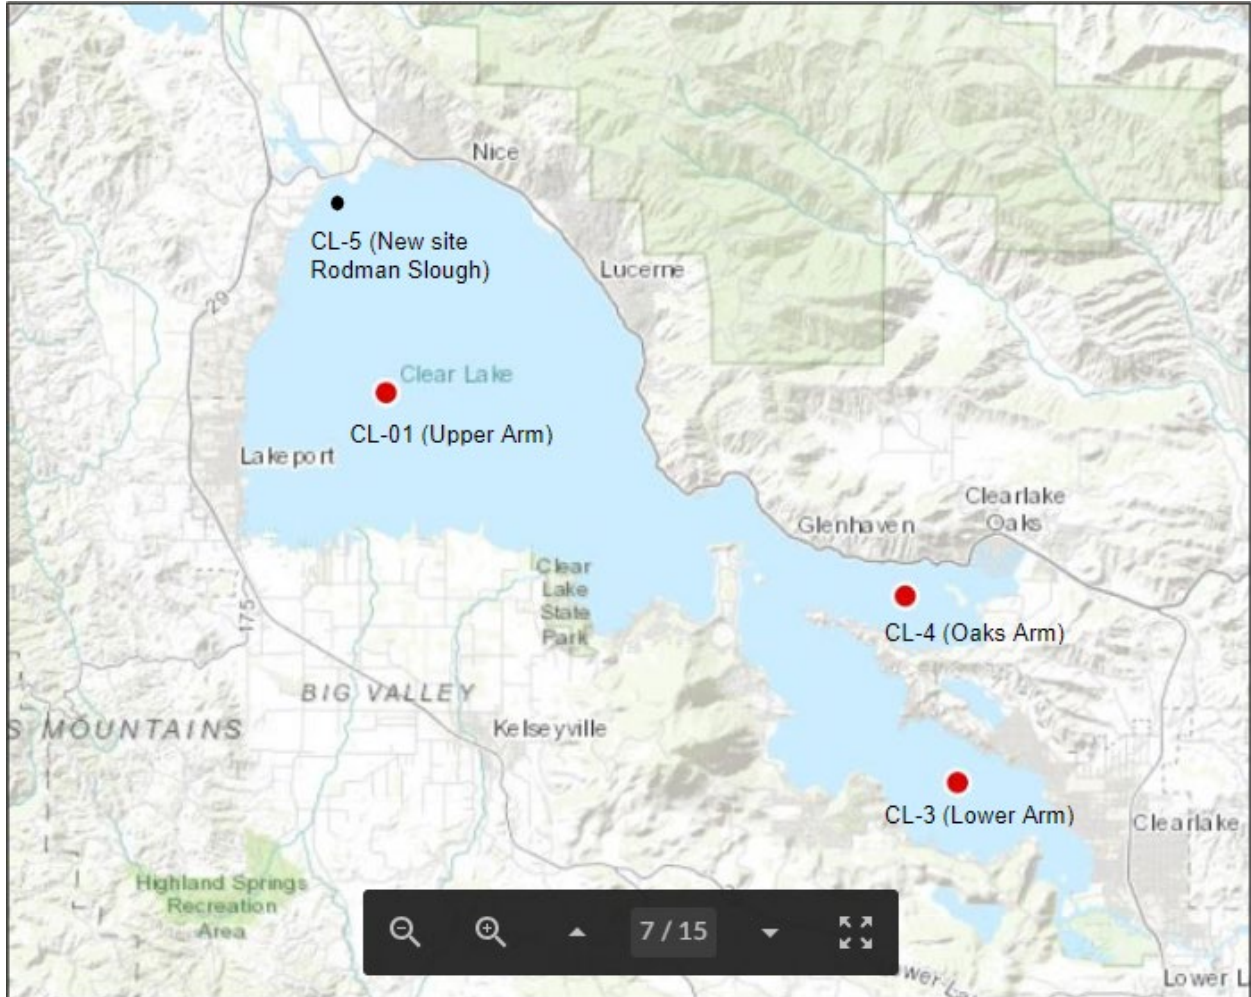 Nice
CL-5 (New site
Rodman Slough)
Lucerne
29
Clear Lake
CL-01 (Upper Arm)
Lakeport
Clearlake
Oaks
Glenhaven
Clear
Lake
State
Park
175
CL-4 (Oaks Arm)
BIG VALLEY
S MOUNTAINS
Kelseyville
CL-3 (Lower Arm)
Clearlake
Highland Springs
Recreation
Area
7 / 15
Lower L